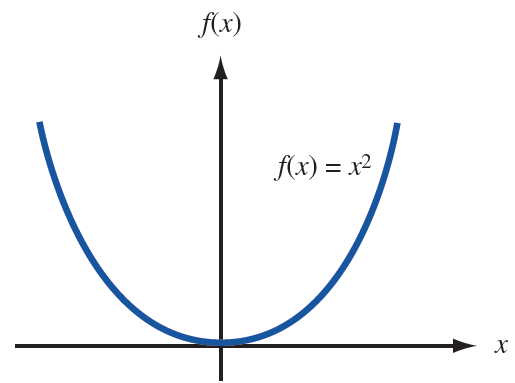 f(x)
f(x) = x²
x